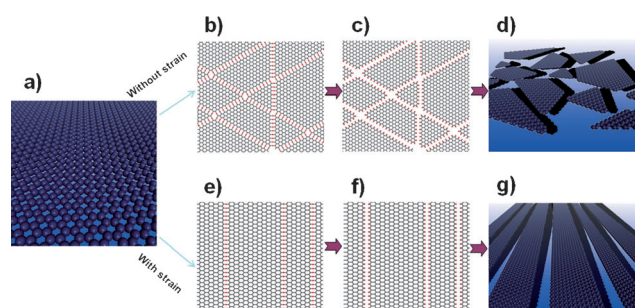 a)
Without strain
b)
c)
d)
With strain
e)
f)
g)